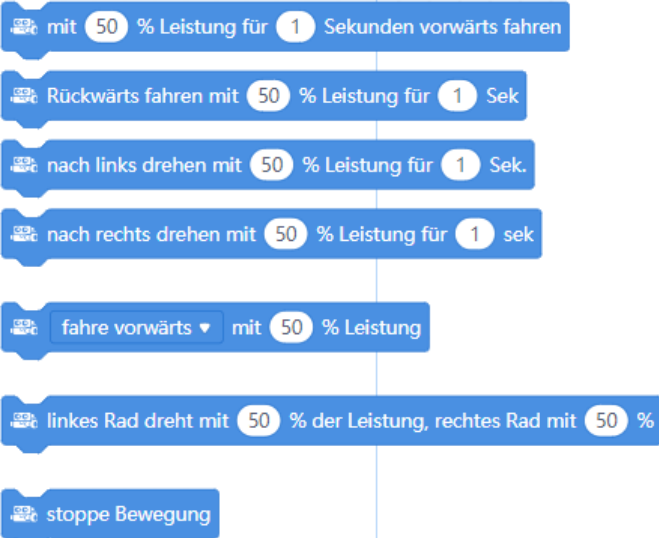 mit 50 % Leistung für 1 Sekunden vorwärts fahren
Rückwärts fahren mit 50 % Leistung für 1 Sek
nach links drehen mit 50 % Leistung für 1 Sek.
nach rechts drehen mit 50 % Leistung für 1 sek
fahre vorwärts mit 50 % Leistung
linkes Rad dreht mit 50 % der Leistung, rechtes Rad mit 50 %
stoppe Bewegung